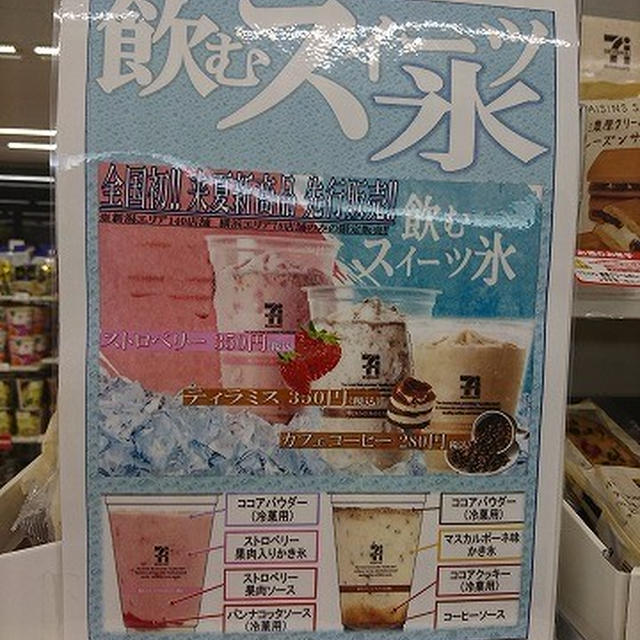 飲むスイーツ氷
全国初!! 来夏新商品 先行販売!!
飲む
スイーツ氷
ストロベリー 350円(税込)
ティラミス 350円(税込)
カフェコーヒー 280円(税込)
ココアパウダー
(冷菓用)
ストロベリー
果肉入りかき氷
ストロベリー
果肉ソース
パンナコッタソース
(冷菓用)
ココアパウダー
(冷菓用)
マスカルポーネ味
かき氷
ココアクッキー
(冷菓用)
コーヒーソース